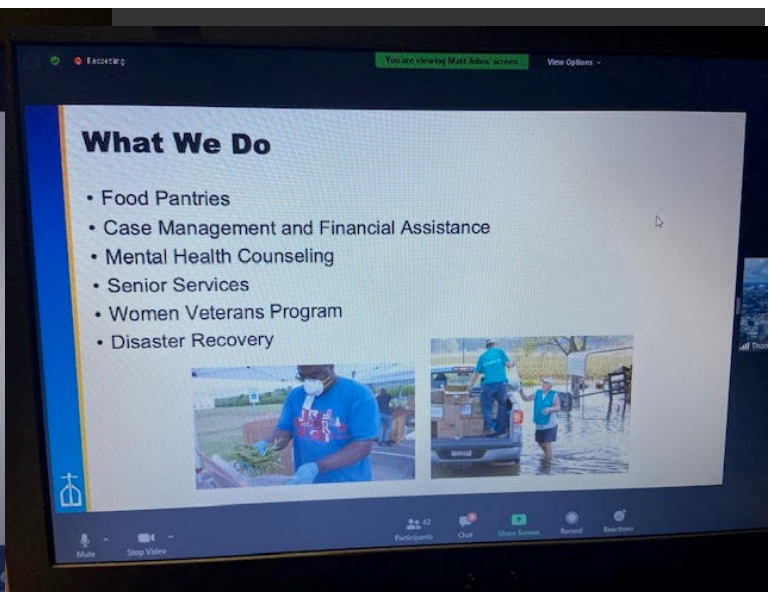 Recording
You are viewing Matt Johns' screen
View Options
What We Do
• Food Pantries
• Case Management and Financial Assistance
• Mental Health Counseling
• Senior Services
• Women Veterans Program
• Disaster Recovery
Mute
Stop Video
42
Participants
Chat
Share Screen
Record
Reactions